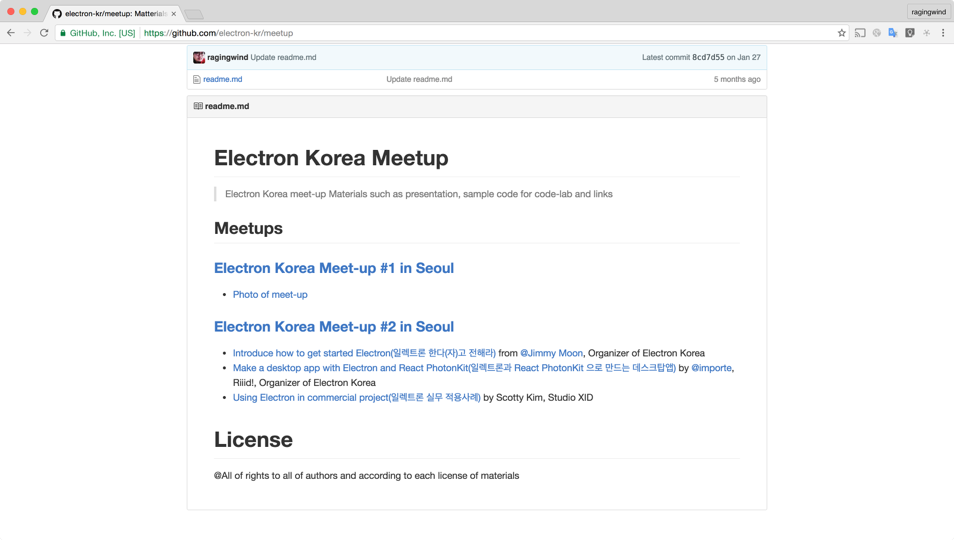 electron-kr/meetup: Matterials
ragingwind
GitHub, Inc. [US]
https://github.com/electron-kr/meetup
ragingwind Update readme.md
Latest commit 8cd7d55 on Jan 27
readme.md
Update readme.md
5 months ago
readme.md
Electron Korea Meetup
Electron Korea meet-up Materials such as presentation, sample code for code-lab and links
Meetups
Electron Korea Meet-up #1 in Seoul
• Photo of meet-up
Electron Korea Meet-up #2 in Seoul
• Introduce how to get started Electron(일렉트론 한다(자)고 전해라) from @Jimmy Moon, Organizer of Electron Korea
• Make a desktop app with Electron and React PhotonKit(일렉트론과 React PhotonKit 으로 만드는 데스크탑앱) by @importe,
Riiid!, Organizer of Electron Korea
• Using Electron in commercial project(일렉트론 실무 적용사례) by Scotty Kim, Studio XID
License
@All of rights to all of authors and according to each license of materials